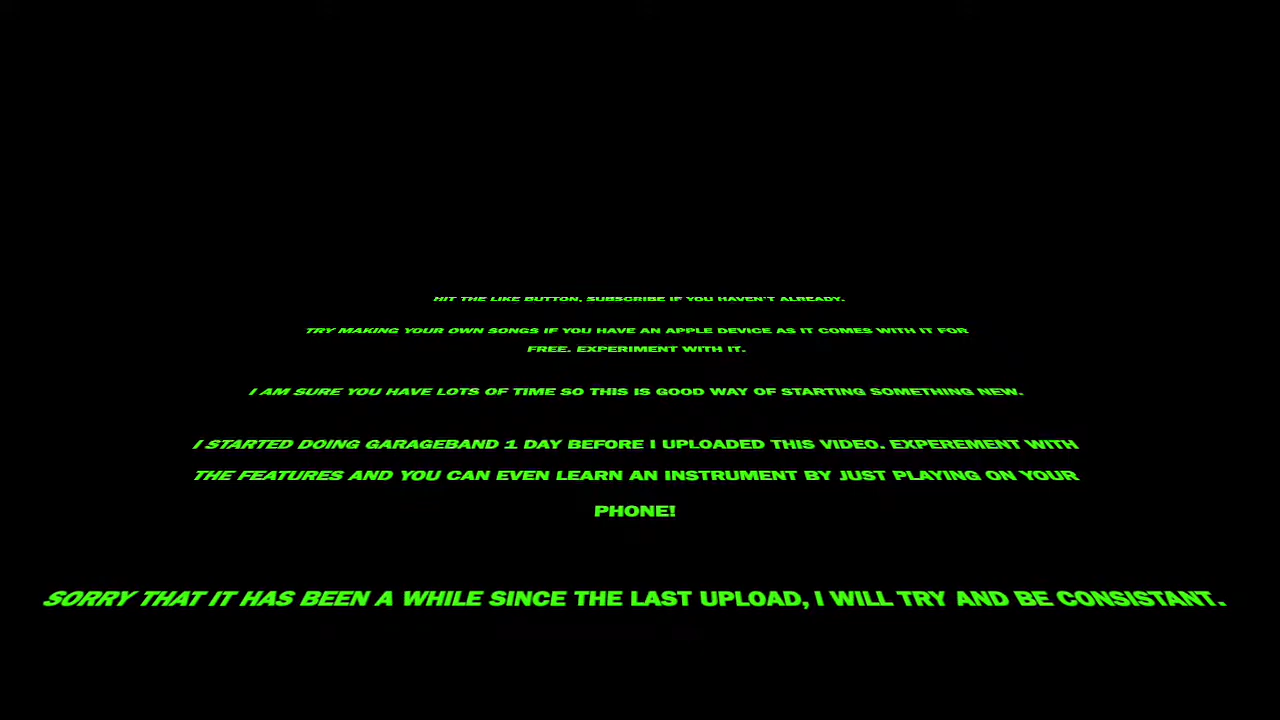 HIT THE LIKE BUTTON, SUBSCRIBE IF YOU HAVEN'T ALREADY.
TRY MAKING YOUR OWN SONGS IF YOU HAVE AN APPLE DEVICE AS IT COMES WITH IT FOR
FREE. EXPERIMENT WITH IT.
I AM SURE YOU HAVE LOTS OF TIME SO THIS IS GOOD WAY OF STARTING SOMETHING NEW.
I STARTED DOING GARAGEBAND 1 DAY BEFORE I UPLOADED THIS VIDEO. EXPEREMENT WITH
THE FEATURES AND YOU CAN EVEN LEARN AN INSTRUMENT BY JUST PLAYING ON YOUR
PHONE!
SORRY THAT IT HAS BEEN A WHILE SINCE THE LAST UPLOAD, I WILL TRY AND BE CONSISTANT.